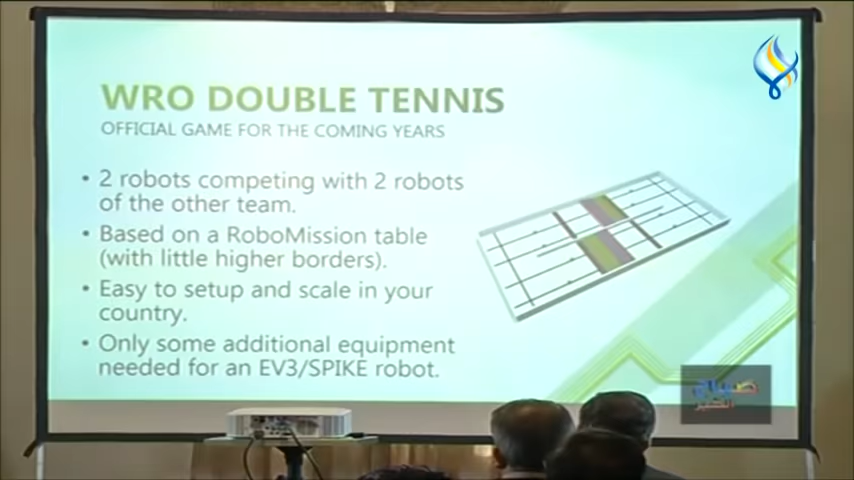 WRO DOUBLE TENNIS
OFFICIAL GAME FOR THE COMING YEARS
• 2 robots competing with 2 robots
of the other team.
• Based on a RoboMission table
(with little higher borders).
• Easy to setup and scale in your
country.
• Only some additional equipment
needed for an EV3/SPIKE robot.
صباح
الخير